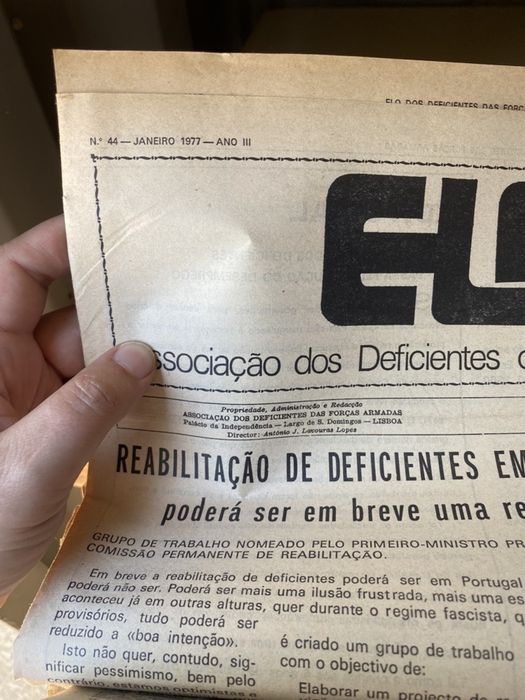 ELO DOS DEFICIENTES DAS FORÇ
N.º 44 — JANEIRO 1977 — ANO III
ELO
ssociação dos Deficientes
Propriedade, Administração e Redacção
ASSOCIAÇÃO DOS DEFICIENTES DAS FORÇAS ARMADAS
Palácio da Independência — Largo de S. Domingos — LISBOA
Director: António J. Lavouras Lopes
REABILITAÇÃO DE DEFICIENTES EM
poderá ser em breve uma re
GRUPO DE TRABALHO NOMEADO PELO PRIMEIRO-MINISTRO PR
COMISSÃO PERMANENTE DE REABILITAÇÃO.
Em breve a reabilitação de deficientes poderá ser em Portugal
poderá não ser. Poderá ser mais uma ilusão frustrada, mais uma es
aconteceu já em outras alturas, quer durante o regime fascista, q
provisórios, tudo poderá ser
reduzido a «boa intenção».
Isto não quer, contudo, sig-
nificar pessimismo, bem pelo
contrário, estamos optimistas e
é criado um grupo de trabalho
com o objectivo de:
Elaborar um projecto de